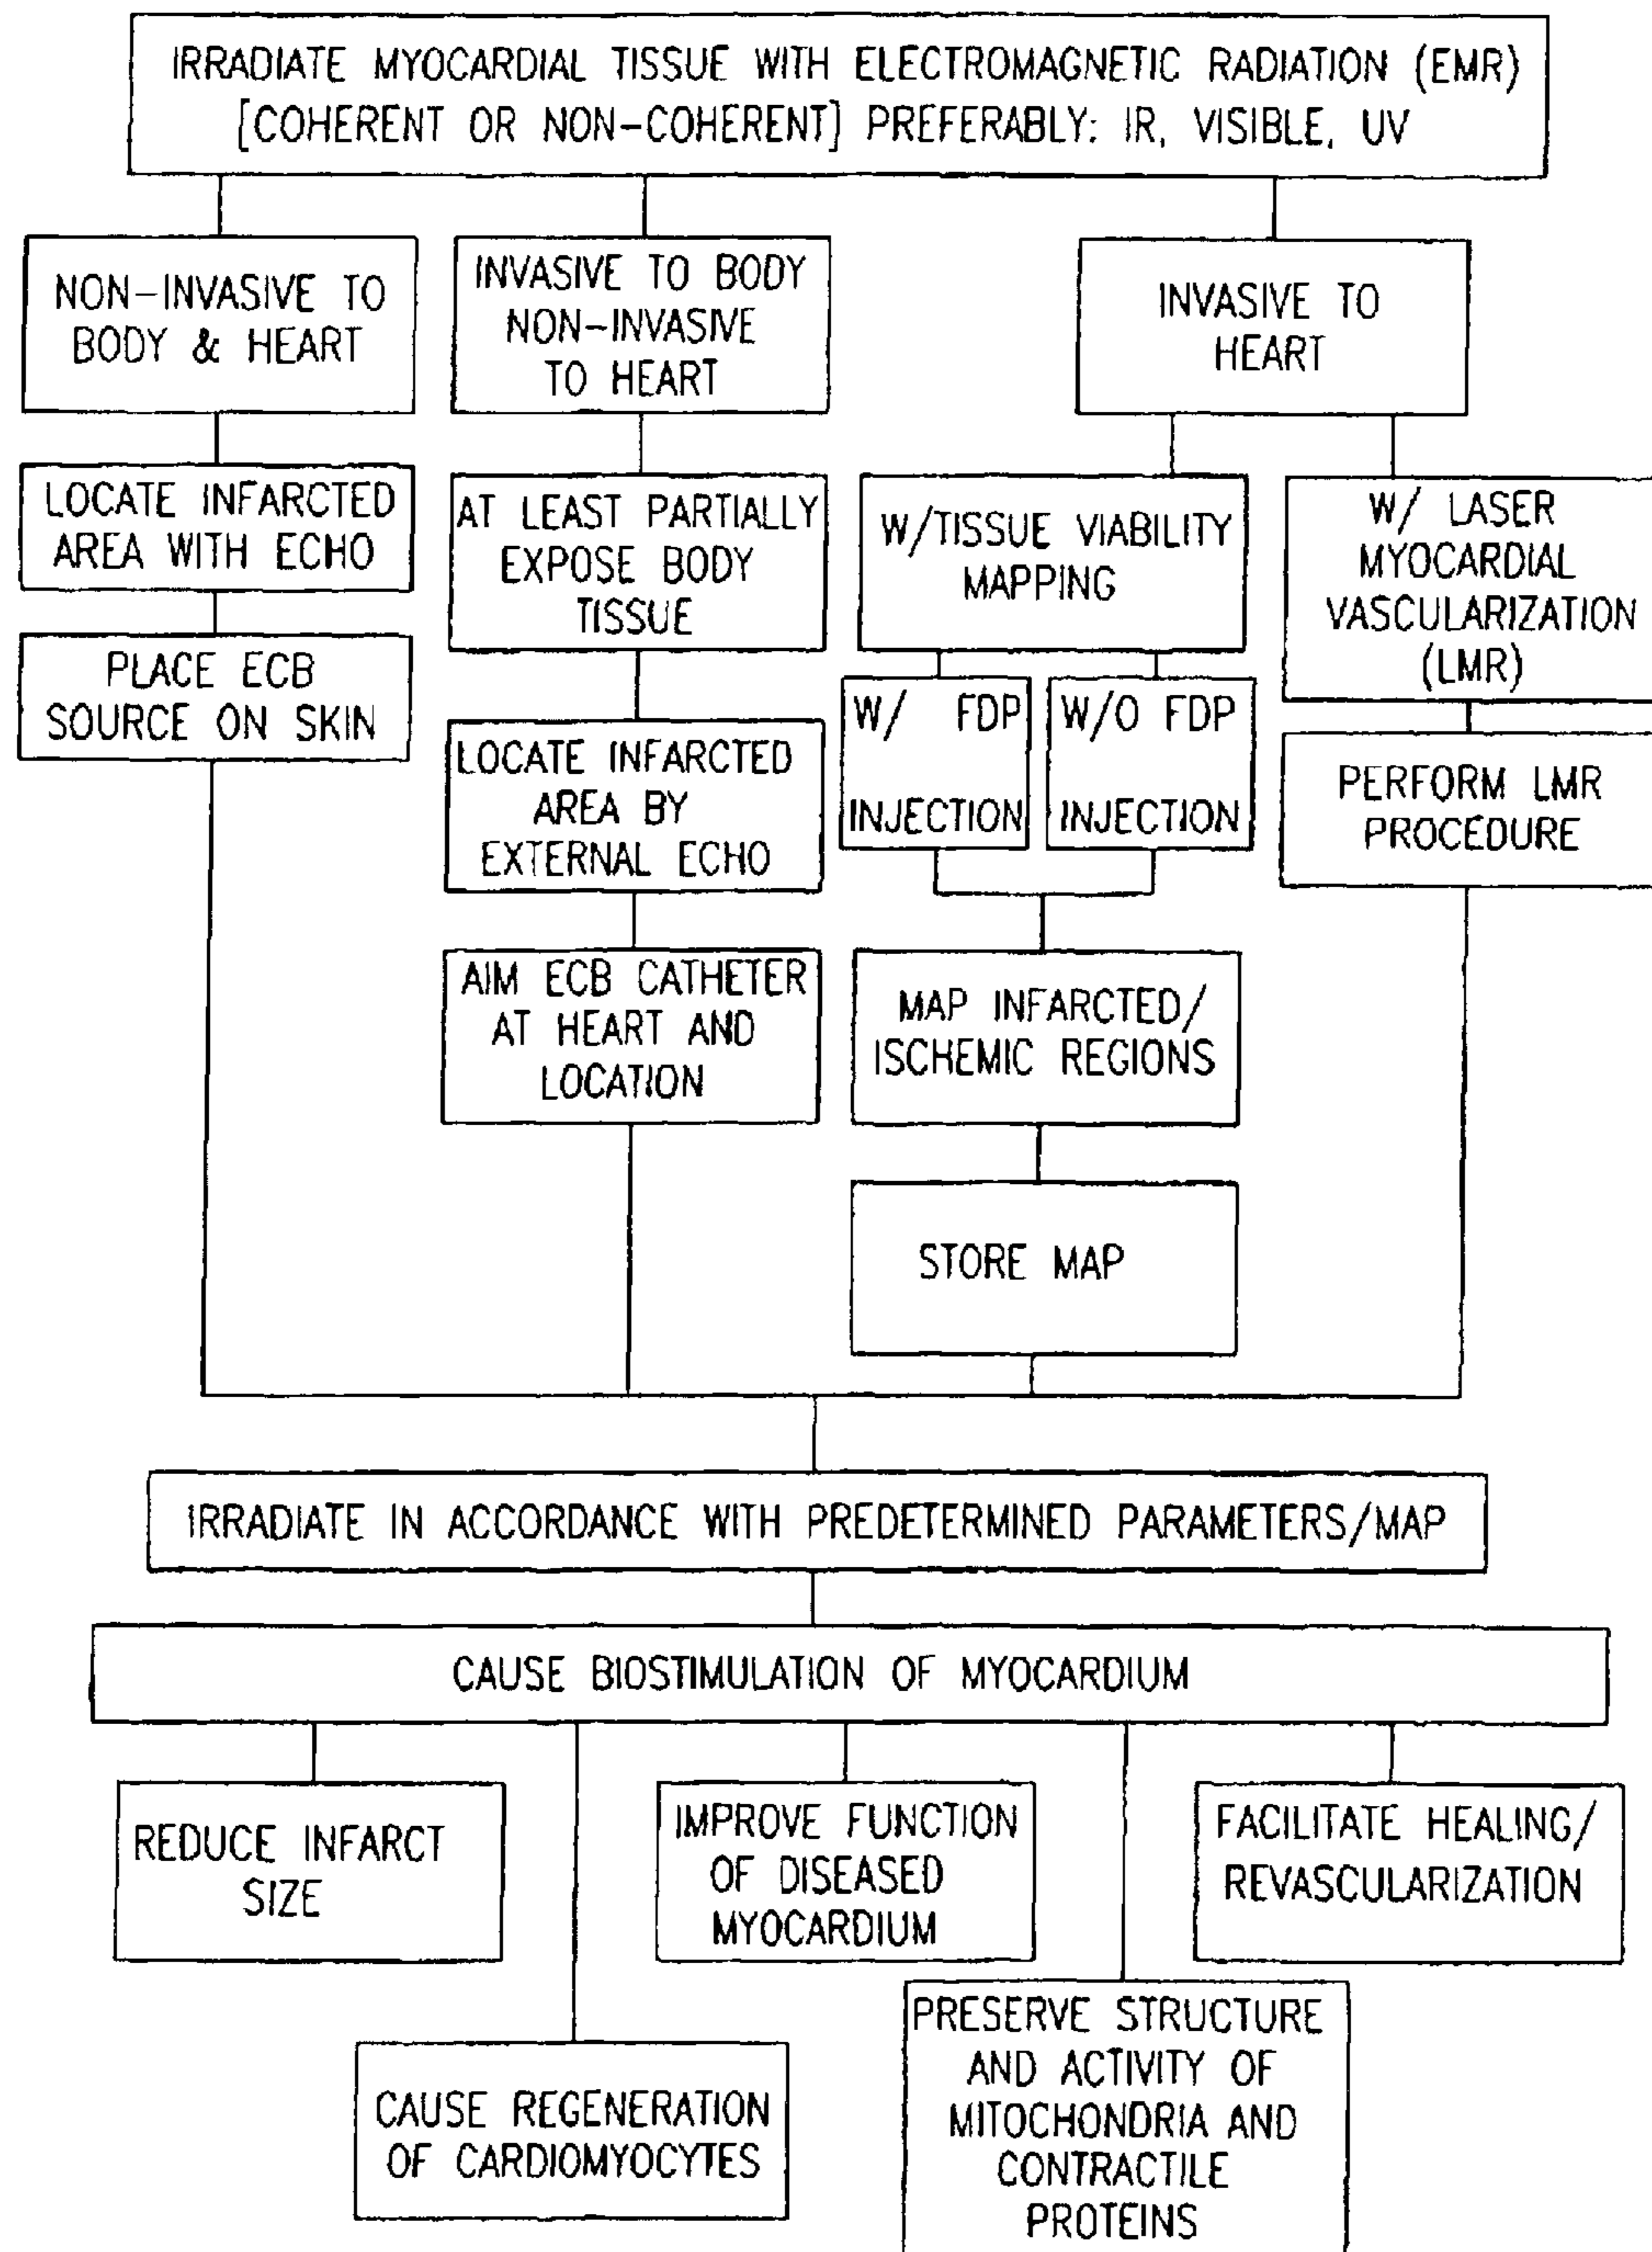 IRRADIATE MYOCARDIAL TISSUE WITH ELECTROMAGNETIC RADIATION (EMR)
[COHERENT OR NON-COHERENT] PREFERABLY: IR, VISIBLE, UV
NON-INVASIVE TO
BODY & HEART
INVASIVE TO BODY
NON-INVASIVE
TO HEART
INVASIVE TO
HEART
LOCATE INFARCTED
AREA WITH ECHO
AT LEAST PARTIALLY
EXPOSE BODY
TISSUE
W/TISSUE VIABILITY
MAPPING
W/ LASER
MYOCARDIAL
VASCULARIZATION
(LMR)
PLACE ECB
SOURCE ON SKIN
LOCATE INFARCTED
AREA BY
EXTERNAL ECHO
W/ FDP
INJECTION
W/O FDP
INJECTION
PERFORM LMR
PROCEDURE
AIM ECB CATHETER
AT HEART AND
LOCATION
MAP INFARCTED/
ISCHEMIC REGIONS
STORE MAP
IRRADIATE IN ACCORDANCE WITH PREDETERMINED PARAMETERS/MAP
CAUSE BIOSTIMULATION OF MYOCARDIUM
REDUCE INFARCT
SIZE
IMPROVE FUNCTION
OF DISEASED
MYOCARDIUM
FACILITATE HEALING/
REVASCULARIZATION
CAUSE REGENERATION
OF CARDIOMYOCYTES
PRESERVE STRUCTURE
AND ACTIVITY OF
MITOCHONDRIA AND
CONTRACTILE
PROTEINS